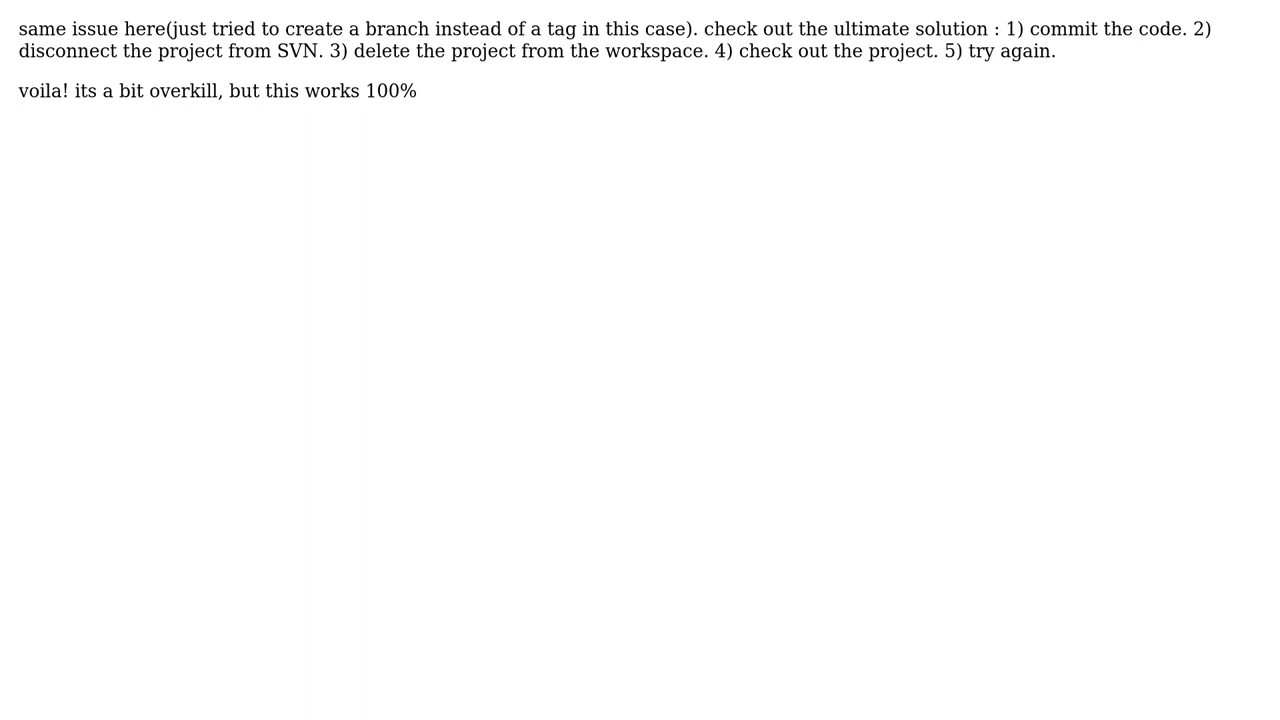 same issue here(just tried to create a branch instead of a tag in this case). check out the ultimate solution : 1) commit the code. 2)
disconnect the project from SVN. 3) delete the project from the workspace. 4) check out the project. 5) try again.
voila! its a bit overkill, but this works 100%